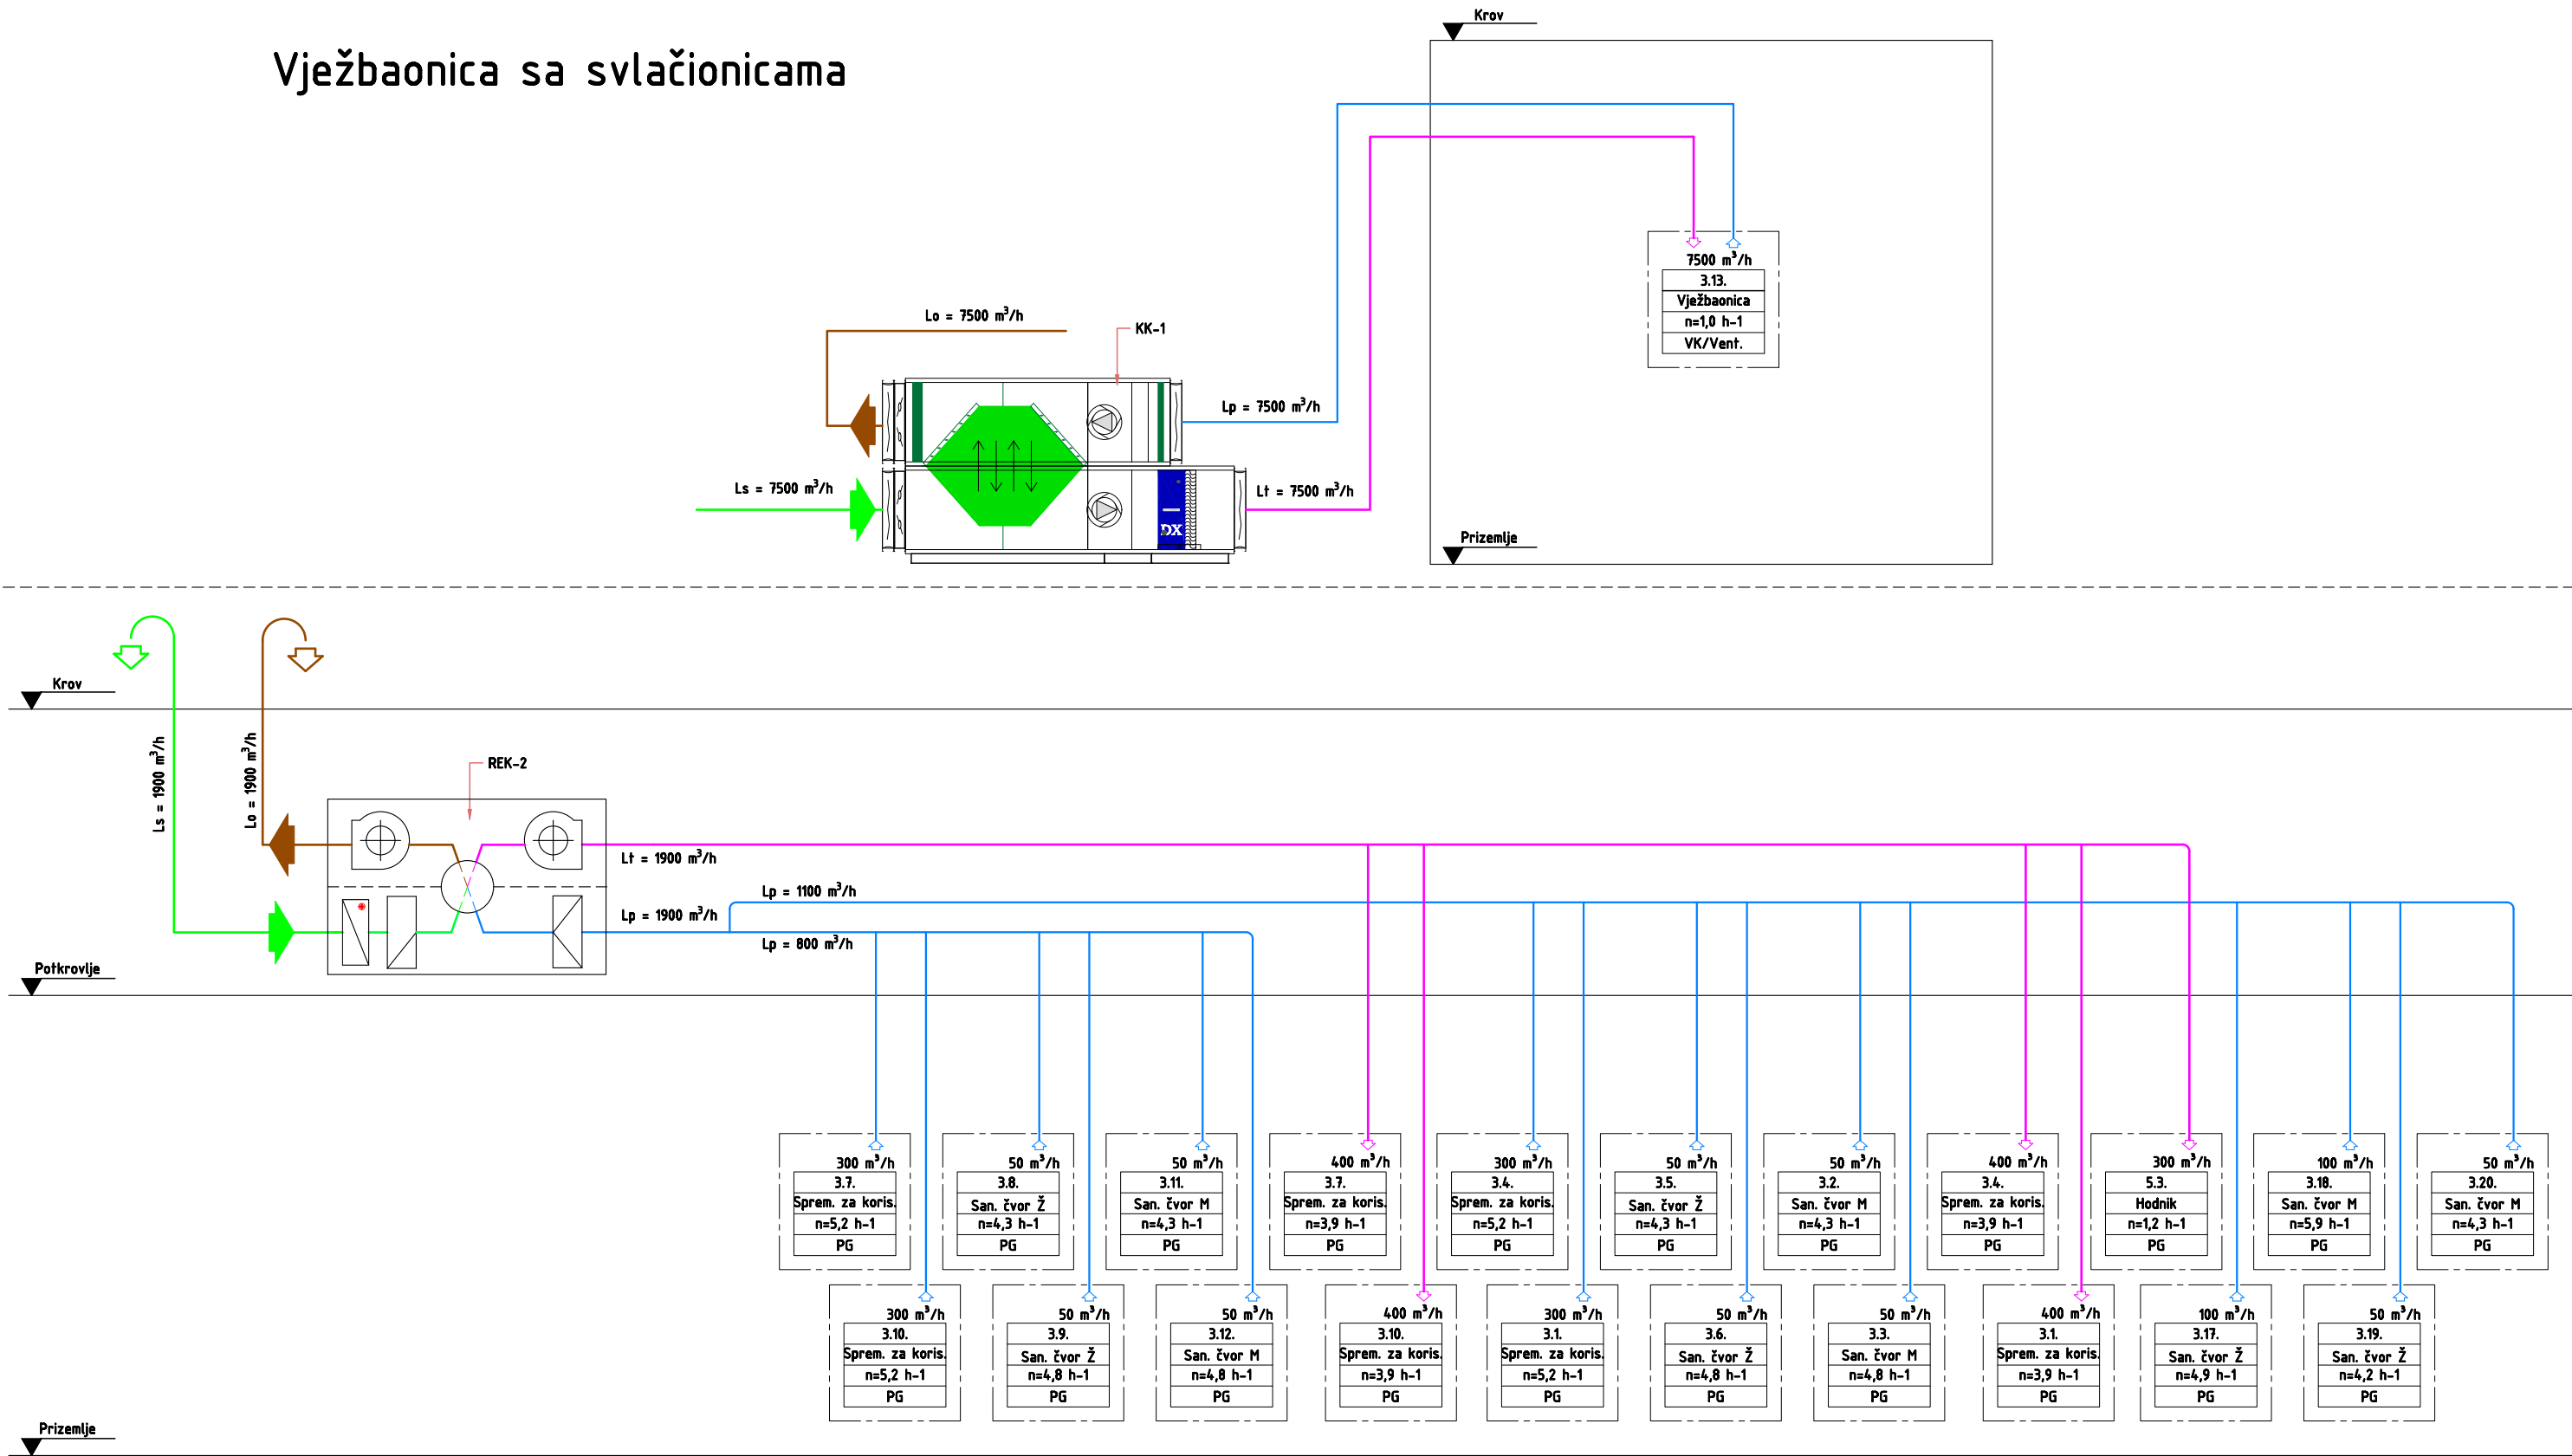 Vježbaonica sa svlačionicama
Krov
7500 m³/h
3.13.
Vježbaonica
n=1,0 h-1
VK/Vent.
Lo = 7500 m³/h
KK-1
Lp = 7500 m³/h
Ls = 7500 m³/h
Lt = 7500 m³/h
DX
Prizemlje
Krov
Ls = 1900 m³/h
Lo = 1900 m³/h
REK-2
Lt = 1900 m³/h
Lp = 1100 m³/h
Lp = 1900 m³/h
Lp = 800 m³/h
Potkrovlje
300 m³/h
3.7.
Sprem. za koris.
n=5,2 h-1
PG
50 m³/h
3.8.
San. čvor Ž
n=4,3 h-1
PG
50 m³/h
3.11.
San. čvor M
n=4,3 h-1
PG
400 m³/h
3.7.
Sprem. za koris.
n=3,9 h-1
PG
300 m³/h
3.4.
Sprem. za koris.
n=5,2 h-1
PG
50 m³/h
3.5.
San. čvor Ž
n=4,3 h-1
PG
50 m³/h
3.2.
San. čvor M
n=4,3 h-1
PG
400 m³/h
3.4.
Sprem. za koris.
n=3,9 h-1
PG
300 m³/h
5.3.
Hodnik
n=1,2 h-1
PG
100 m³/h
3.18.
San. čvor M
n=5,9 h-1
PG
50 m³/h
3.20.
San. čvor M
n=4,3 h-1
PG
300 m³/h
3.10.
Sprem. za koris.
n=5,2 h-1
PG
50 m³/h
3.9.
San. čvor Ž
n=4,8 h-1
PG
50 m³/h
3.12.
San. čvor M
n=4,8 h-1
PG
400 m³/h
3.10.
Sprem. za koris.
n=3,9 h-1
PG
300 m³/h
3.1.
Sprem. za koris.
n=5,2 h-1
PG
50 m³/h
3.6.
San. čvor Ž
n=4,8 h-1
PG
50 m³/h
3.3.
San. čvor M
n=4,8 h-1
PG
400 m³/h
3.1.
Sprem. za koris.
n=3,9 h-1
PG
100 m³/h
3.17.
San. čvor Ž
n=4,9 h-1
PG
50 m³/h
3.19.
San. čvor Ž
n=4,2 h-1
PG
Prizemlje